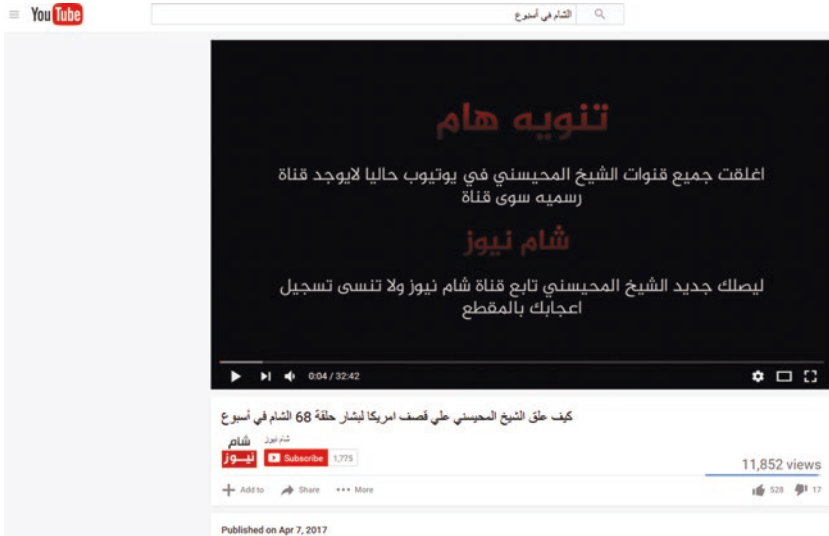 You Tube
الشام في أسبوع
تنويه هام
اغلقت جميع قنوات الشيخ المحيسني في يوتيوب حاليا لايوجد قناة
رسميه سوى قناة
شام نيوز
ليصلك جديد الشيخ المحيسني تابع قناة شام نيوز ولا تنسى تسجيل
اعجابك بالمقطع
0:04 / 32:42
كيف علق الشيخ المحيسني علي قصف امريكا لبشار حلقة 68 الشام في أسبوع
شام نيوز
شام
نيـوز
Subscribe 1,775
11,852 views
Add to Share More
528 17
Published on Apr 7, 2017